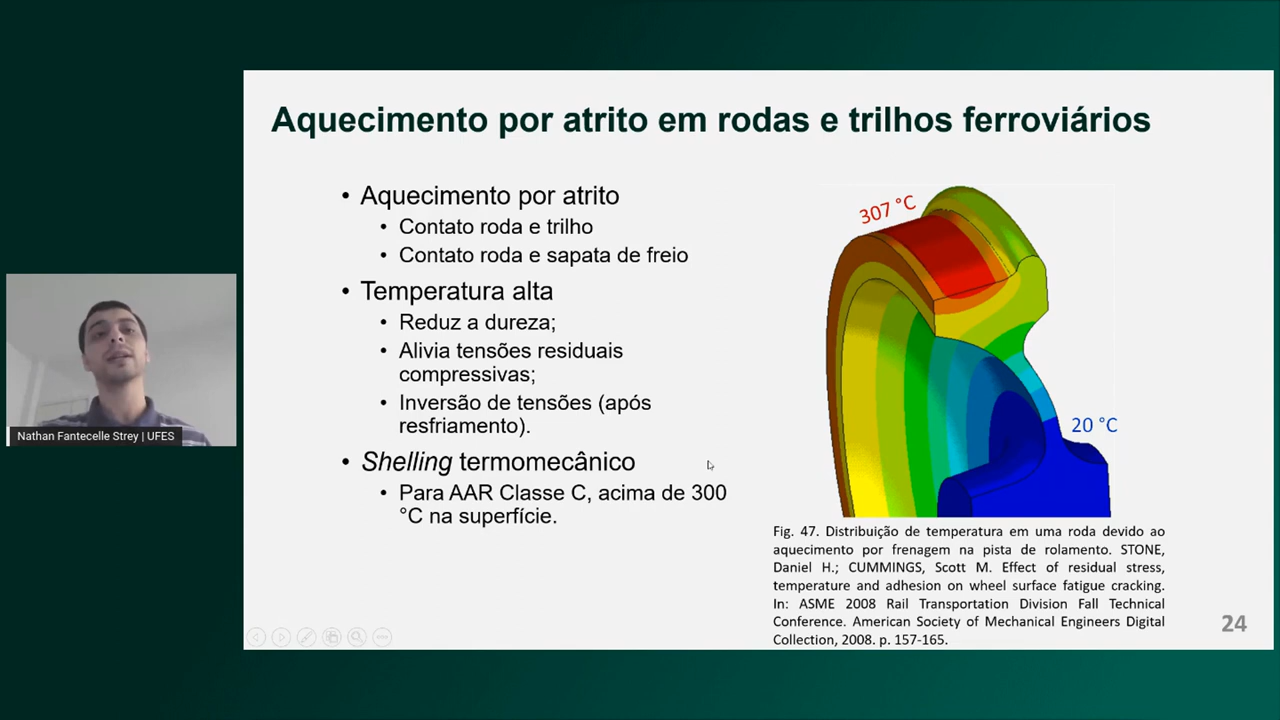 Aquecimento por atrito em rodas e trilhos ferroviários
• Aquecimento por atrito
• Contato roda e trilho
• Contato roda e sapata de freio
• Temperatura alta
• Reduz a dureza;
• Alivia tensões residuais
compressivas;
• Inversão de tensões (após
resfriamento).
• Shelling termomecânico
• Para AAR Classe C, acima de 300
°C na superfície.
307 °C
20 °C
Fig. 47. Distribuição de temperatura em uma roda devido ao
aquecimento por frenagem na pista de rolamento. STONE,
Daniel H.; CUMMINGS, Scott M. Effect of residual stress,
temperature and adhesion on wheel surface fatigue cracking.
In: ASME 2008 Rail Transportation Division Fall Technical
Conference. American Society of Mechanical Engineers Digital
Collection, 2008. p. 157-165.
24
Nathan Fantecelle Strey | UFES